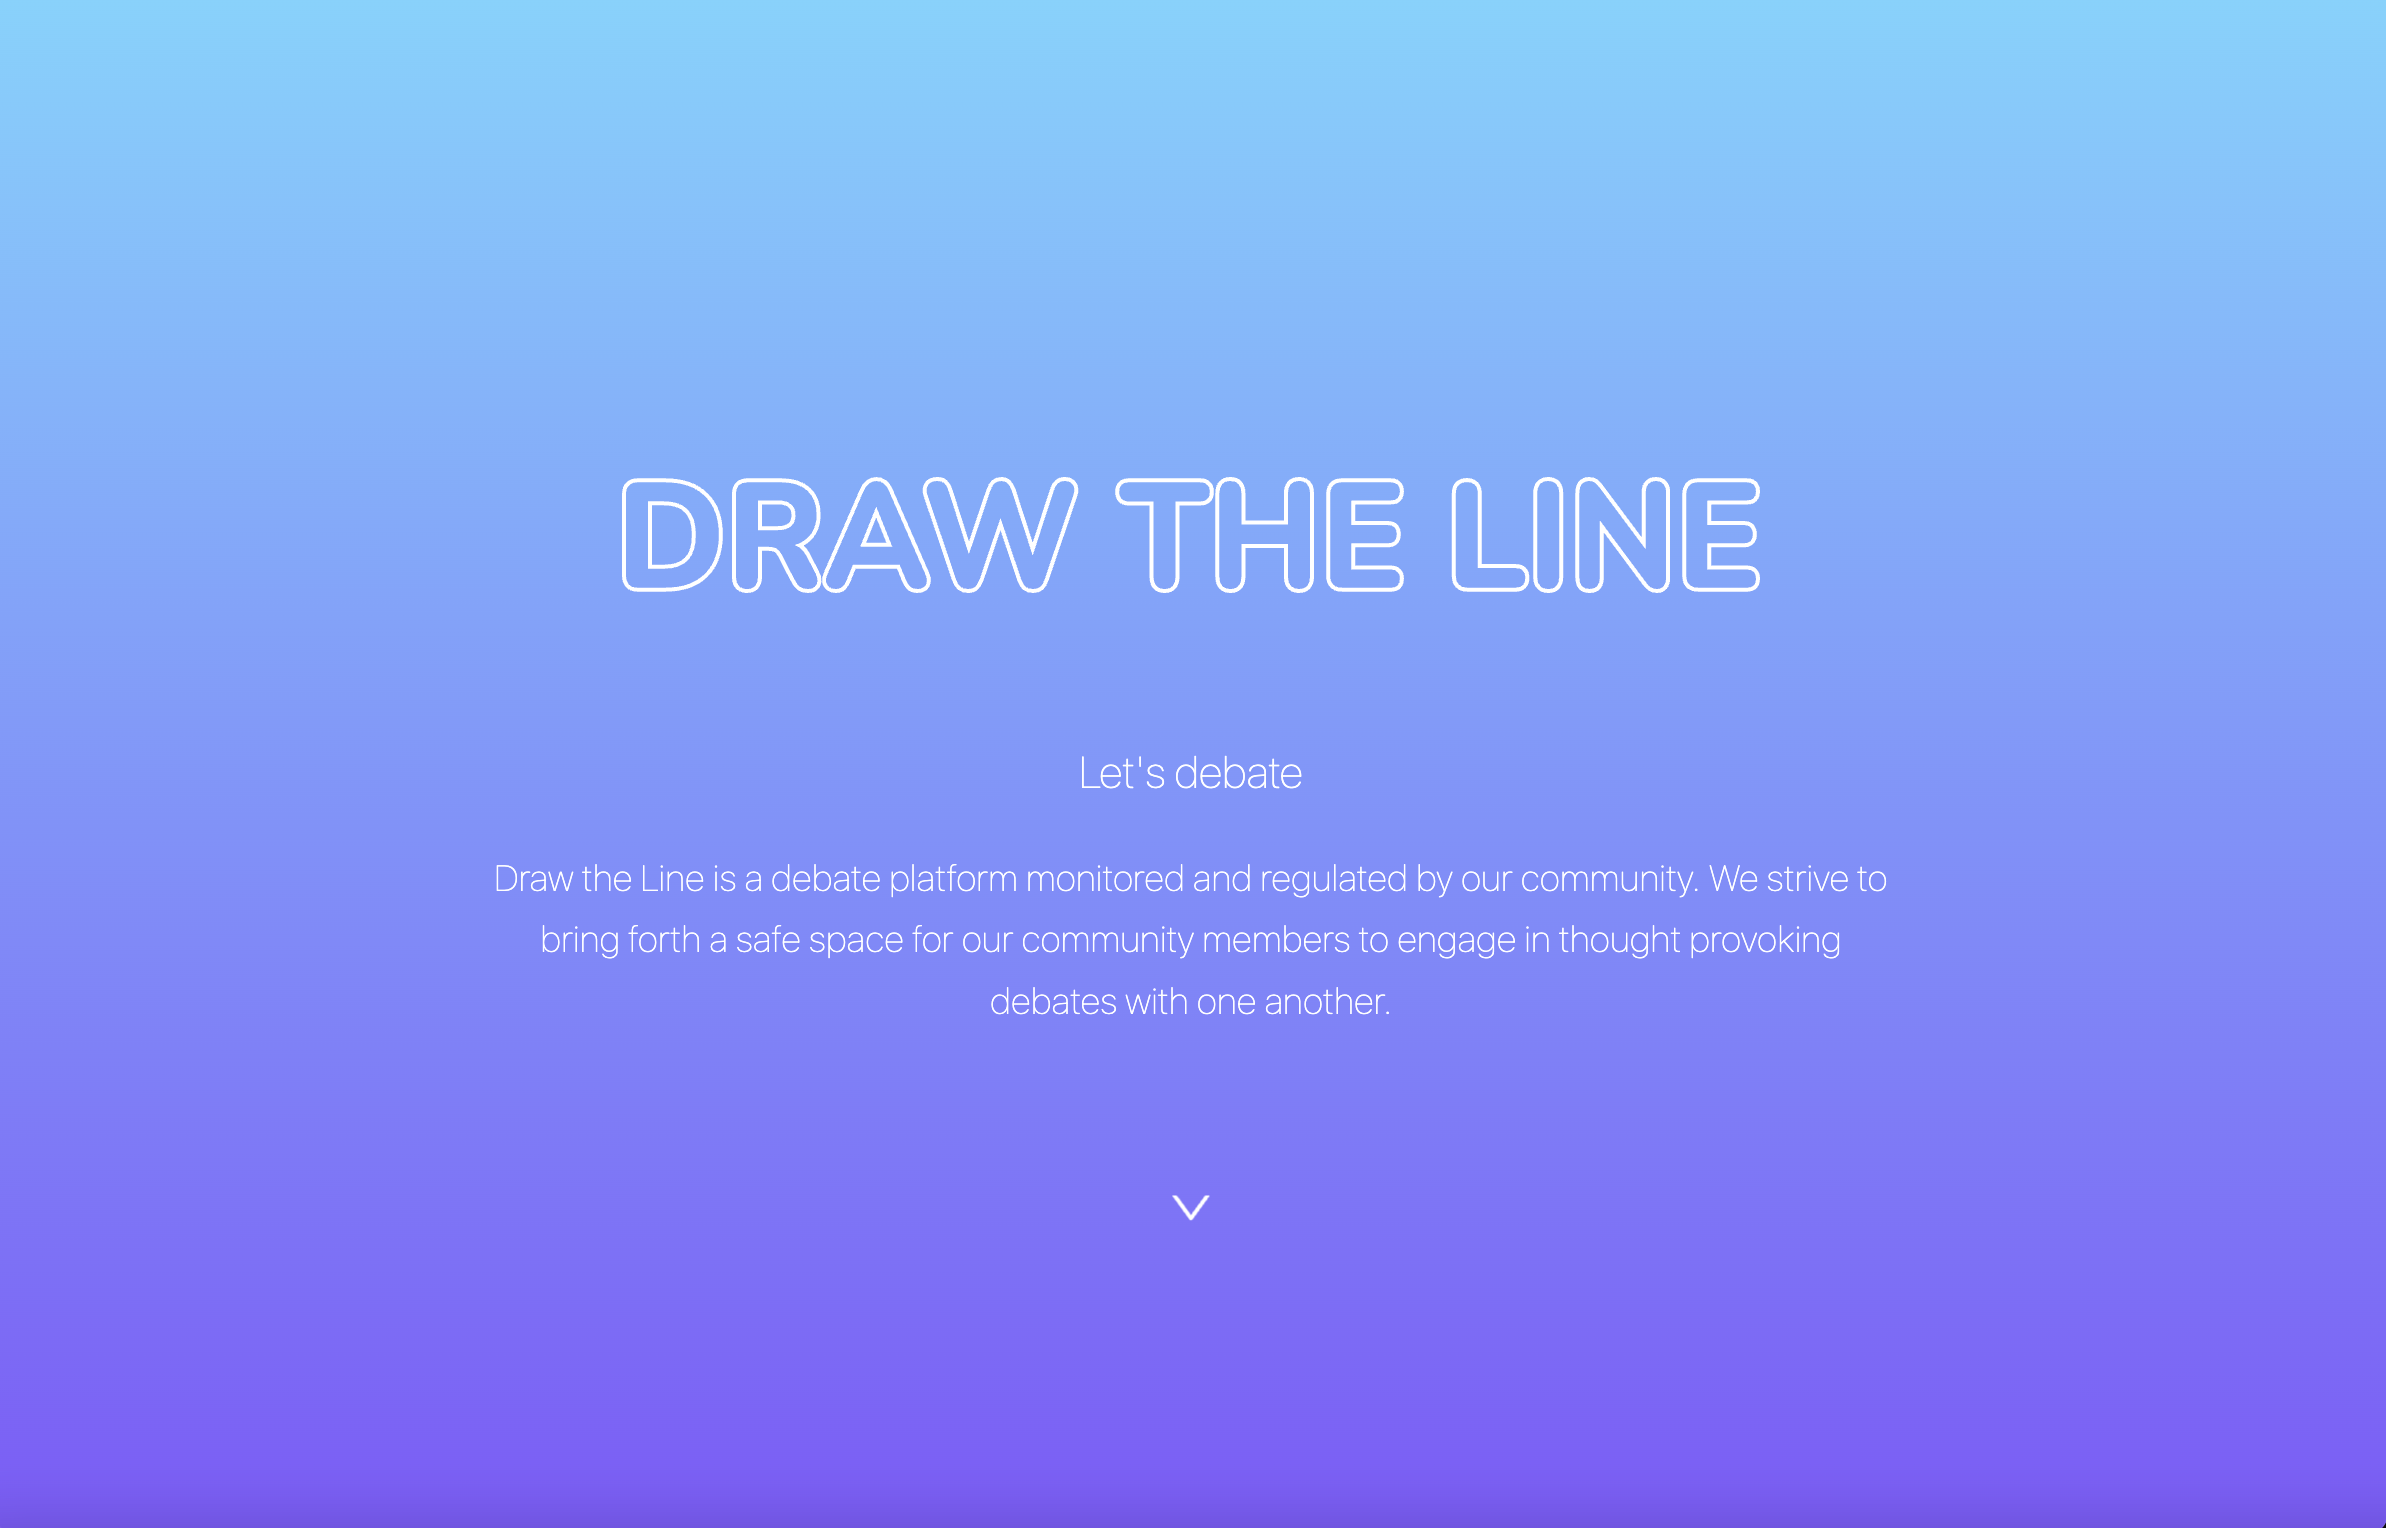 DRAW THE LINE
Let's debate
Draw the Line is a debate platform monitored and regulated by our community. We strive to
bring forth a safe space for our community members to engage in thought provoking
debates with one another.